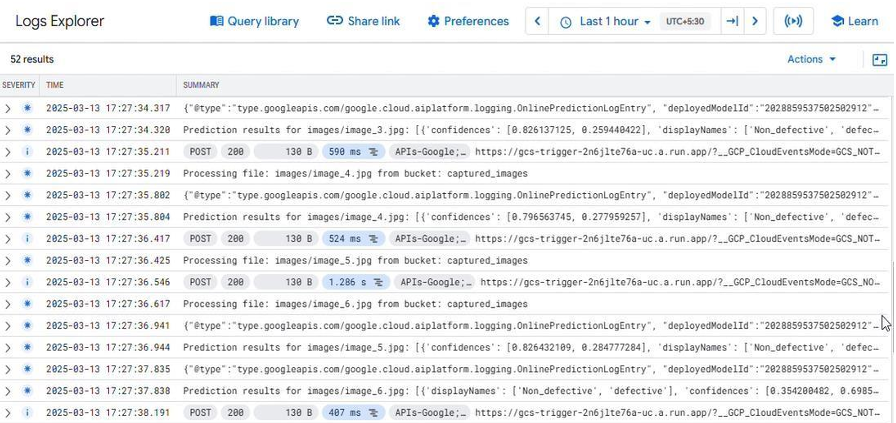 Logs Explorer Query library Share link Preferences Last 1 hour UTC+5:30 Learn
52 results Actions
SEVERITY TIME SUMMARY
2025-03-13 17:27:34.317 {"@type":"type.googleapis.com/google.cloud.aiplatform.logging.OnlinePredictionLogEntry", "deployedModelId":"2028859537502502912"…
2025-03-13 17:27:34.320 Prediction results for images/image_3.jpg: [{'confidences': [0.826137125, 0.259440422], 'displayNames': ['Non_defective', 'defec…
i 2025-03-13 17:27:35.211 POST 200 130 B 590 ms APIs-Google;… https://gcs-trigger-2n6jlte76a-uc.a.run.app/?__GCP_CloudEventsMode=GCS_NOT…
2025-03-13 17:27:35.219 Processing file: images/image_4.jpg from bucket: captured_images
2025-03-13 17:27:35.802 {"@type":"type.googleapis.com/google.cloud.aiplatform.logging.OnlinePredictionLogEntry", "deployedModelId":"2028859537502502912"…
2025-03-13 17:27:35.804 Prediction results for images/image_4.jpg: [{'confidences': [0.796563745, 0.277959257], 'displayNames': ['Non_defective', 'defec…
i 2025-03-13 17:27:36.417 POST 200 130 B 524 ms APIs-Google;… https://gcs-trigger-2n6jlte76a-uc.a.run.app/?__GCP_CloudEventsMode=GCS_NOT…
2025-03-13 17:27:36.425 Processing file: images/image_5.jpg from bucket: captured_images
i 2025-03-13 17:27:36.546 POST 200 130 B 1.286 s APIs-Google;… https://gcs-trigger-2n6jlte76a-uc.a.run.app/?__GCP_CloudEventsMode=GCS_NO…
2025-03-13 17:27:36.617 Processing file: images/image_6.jpg from bucket: captured_images
2025-03-13 17:27:36.941 {"@type":"type.googleapis.com/google.cloud.aiplatform.logging.OnlinePredictionLogEntry", "deployedModelId":"2028859537502502912"…
2025-03-13 17:27:36.944 Prediction results for images/image_5.jpg: [{'confidences': [0.826432109, 0.284777284], 'displayNames': ['Non_defective', 'defec…
2025-03-13 17:27:37.835 {"@type":"type.googleapis.com/google.cloud.aiplatform.logging.OnlinePredictionLogEntry", "deployedModelId":"2028859537502502912"…
2025-03-13 17:27:37.838 Prediction results for images/image_6.jpg: [{'displayNames': ['Non_defective', 'defective'], 'confidences': [0.354200482, 0.6985…
i 2025-03-13 17:27:38.191 POST 200 130 B 407 ms APIs-Google;… https://gcs-trigger-2n6jlte76a-uc.a.run.app/?__GCP_CloudEventsMode=GCS_NOT…